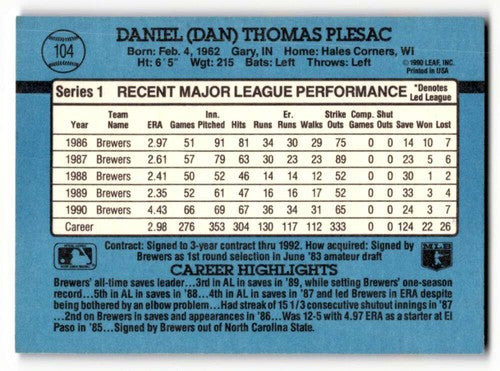 104
DANIEL (DAN) THOMAS PLESAC
Born: Feb. 4, 1962 Gary, IN Home: Hales Corners, WI
Ht: 6'5" Wgt: 215 Bats: Left Throws: Left
©1990 LEAF, INC.
Printed in USA
Series 1 RECENT MAJOR LEAGUE PERFORMANCE *Denotes Led League
Year Team Name ERA Games Inn. Pitched Hits Runs Er. Runs Walks Strike Outs Comp. Games Shut Outs Save Won Lost
1986 Brewers 2.97 51 91 81 34 30 29 75 0 0 14 10 7
1987 Brewers 2.61 57 79 63 30 23 23 89 0 0 23 5 6
1988 Brewers 2.41 50 52 46 14 14 12 52 0 0 30 1 2
1989 Brewers 2.35 52 61 47 16 16 17 52 0 0 33 3 4
1990 Brewers 4.43 66 69 67 36 34 31 65 0 0 24 3 7
Career 2.98 276 353 304 130 117 112 333 0 0 124 22 26
Contract: Signed to 3-year contract thru 1992. How acquired: Signed by
Brewers as 1st round selection in June '83 amateur draft
CAREER HIGHLIGHTS
MLB
Brewers' all-time saves leader...3rd in AL in saves in '89, while setting Brewers' one-season
record...5th in AL in saves in '88...4th in AL in saves in '87 and led Brewers in ERA despite
being bothered by an elbow problem...Had streak of 15 1/3 consecutive shutout innings in '87
...2nd on Brewers in saves and appearances in '86...Was 12-5 with 4.97 ERA as a starter at
El Paso in '85...Signed by Brewers out of North Carolina State.